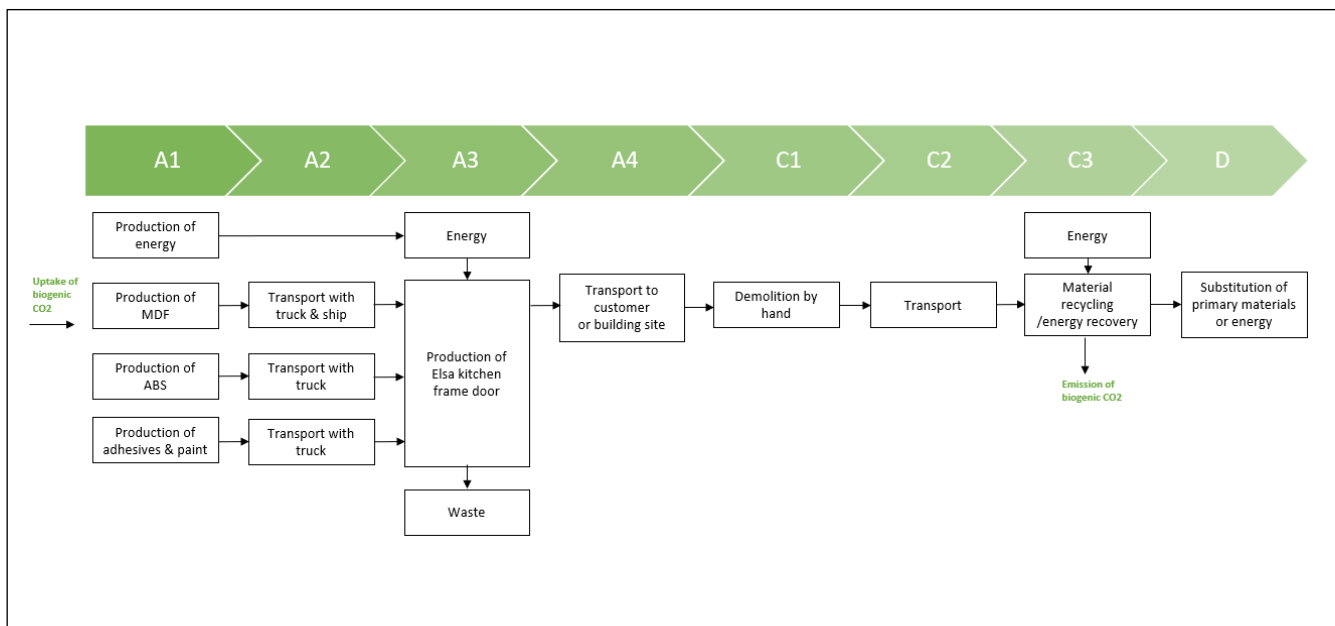 A1
A2
A3
A4
C1
C2
C3
D
Production of
energy
Energy
Energy
Uptake of
biogenic
CO2
Production of
MDF
Transport with
truck & ship
Production of
Elsa kitchen
frame door
Transport to
customer
or building site
Demolition by
hand
Transport
Material
recycling
/energy recovery
Substitution of
primary materials
or energy
Production of
ABS
Transport with
truck
Emission of
biogenic CO2
Production of
adhesives & paint
Transport with
truck
Waste